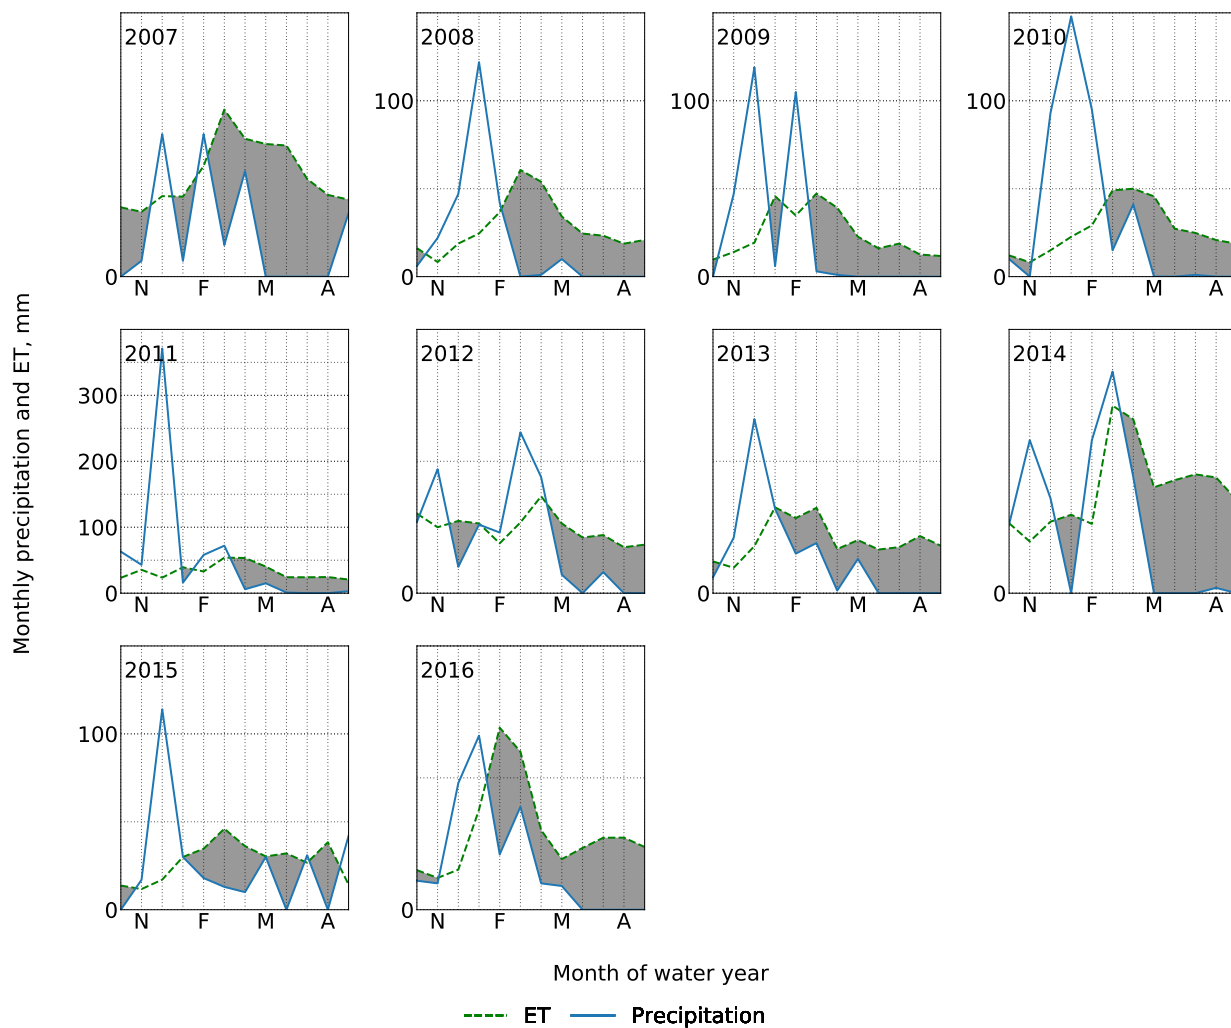 2007
0
N F M A
2008
100
0
N F M A
2009
100
0
N F M A
2010
100
0
N F M A
Monthly precipitation and ET, mm
2011
300
200
100
0
N F M A
2012
0
N F M A
2013
0
N F M A
2014
0
N F M A
2015
100
0
N F M A
2016
0
N F M A
Month of water year
ET Precipitation